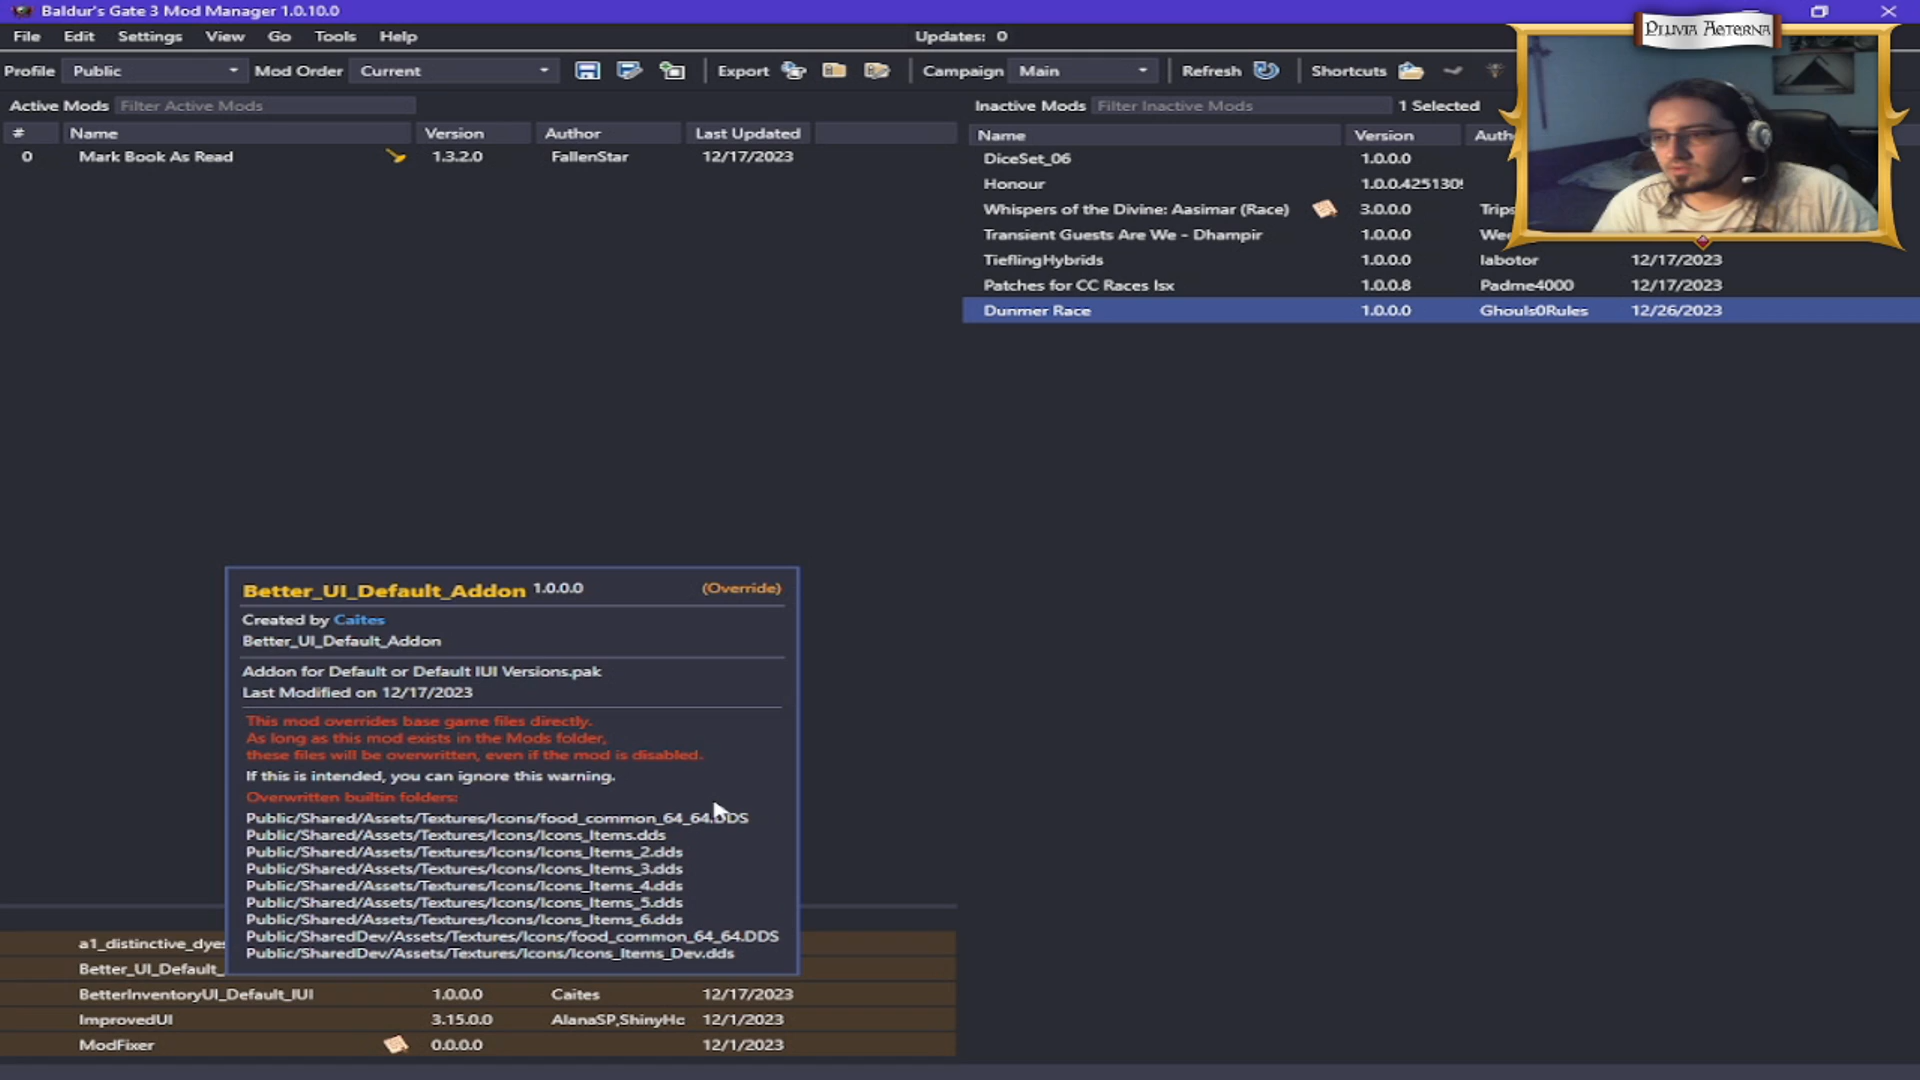 Baldur's Gate 3 Mod Manager 1.0.10.0
File Edit Settings View Go Tools Help Updates: 0
Pluvia Aeterna
Profile Public Mod Order Current Export Campaign Main Refresh Shortcuts
Active Mods Filter Active Mods
# Name Version Author Last Updated
0 Mark Book As Read 1.3.2.0 FallenStar 12/17/2023
Inactive Mods Filter Inactive Mods 1 Selected
Name Version Auth
DiceSet_06 1.0.0.0
Honour 1.0.0.425130
Whispers of the Divine: Aasimar (Race) 3.0.0.0 Trips
Transient Guests Are We - Dhampir 1.0.0.0 Wee
TieflingHybrids 1.0.0.0 labotor 12/17/2023
Patches for CC Races lsx 1.0.0.8 Padme4000 12/17/2023
Dunmer Race 1.0.0.0 Ghouls0Rules 12/26/2023
Better_UI_Default_Addon 1.0.0.0 (Override)
Created by Caites
Better_UI_Default_Addon
Addon for Default or Default IUI Versions.pak
Last Modified on 12/17/2023
This mod overrides base game files directly.
As long as this mod exists in the Mods folder,
these files will be overwritten, even if the mod is disabled.
If this is intended, you can ignore this warning.
Overwritten builtin folders:
Public/Shared/Assets/Textures/Icons/food_common_64_64.DDS
Public/Shared/Assets/Textures/Icons/Icons_Items.dds
Public/Shared/Assets/Textures/Icons/Icons_Items_2.dds
Public/Shared/Assets/Textures/Icons/Icons_Items_3.dds
Public/Shared/Assets/Textures/Icons/Icons_Items_4.dds
Public/Shared/Assets/Textures/Icons/Icons_Items_5.dds
Public/Shared/Assets/Textures/Icons/Icons_Items_6.dds
Public/SharedDev/Assets/Textures/Icons/food_common_64_64.DDS
Public/SharedDev/Assets/Textures/Icons/Icons_Items_Dev.dds
a1_distinctive_dyes
Better_UI_Default_
BetterInventoryUI_Default_IUI 1.0.0.0 Caites 12/17/2023
ImprovedUI 3.15.0.0 AlanaSP,ShinyHc 12/1/2023
ModFixer 0.0.0.0 12/1/2023